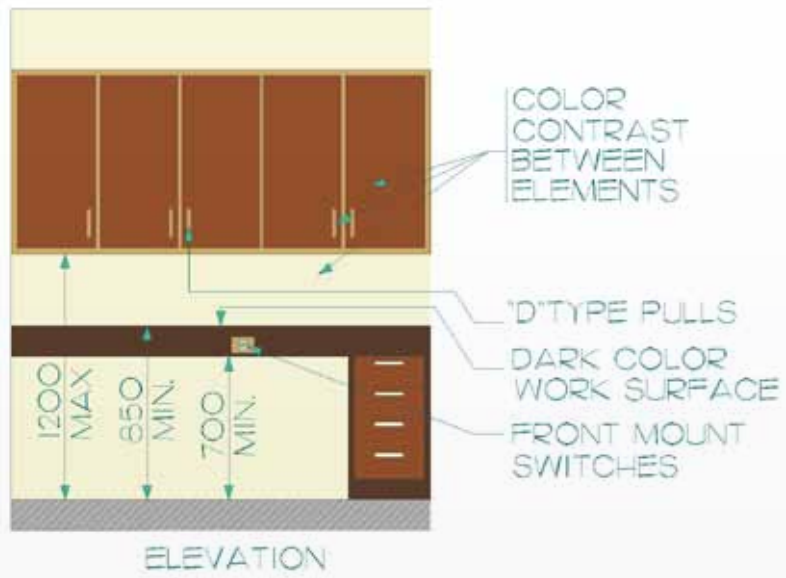 COLOR
CONTRAST
BETWEEN
ELEMENTS
"D"TYPE PULLS
DARK COLOR
WORK SURFACE
FRONT MOUNT
SWITCHES
1200
MAX
850
MIN.
700
MIN.
ELEVATION